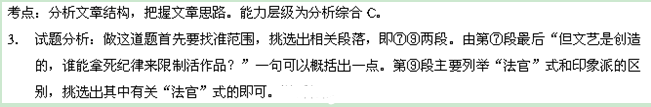 考点：分析文章结构，把握文章思路。能力层级为分析综合 C。
3. 试题分析：做这道题首先要找准范围，挑选出相关段落，即⑦⑨两段。由第⑦段最后“但文艺是创造
的，谁能拿死纪律来限制活作品？”一句可以概括出一点。第⑨段主要列举“法官”式和印象派的区
别，挑选出其中有关“法官”式的即可。